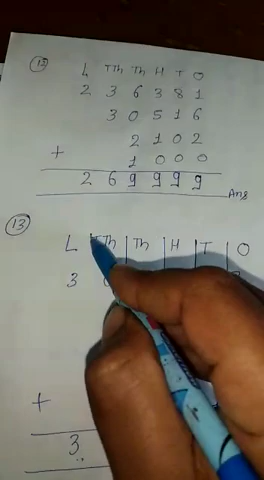 12
L TTh Th H T O
2 3 6 3 8 1
3 0 5 1 6
2 1 0 2
+ 1 0 0 0
2 6 9 9 9 9 Ans
13
L TTh Th H T O
3
+
3